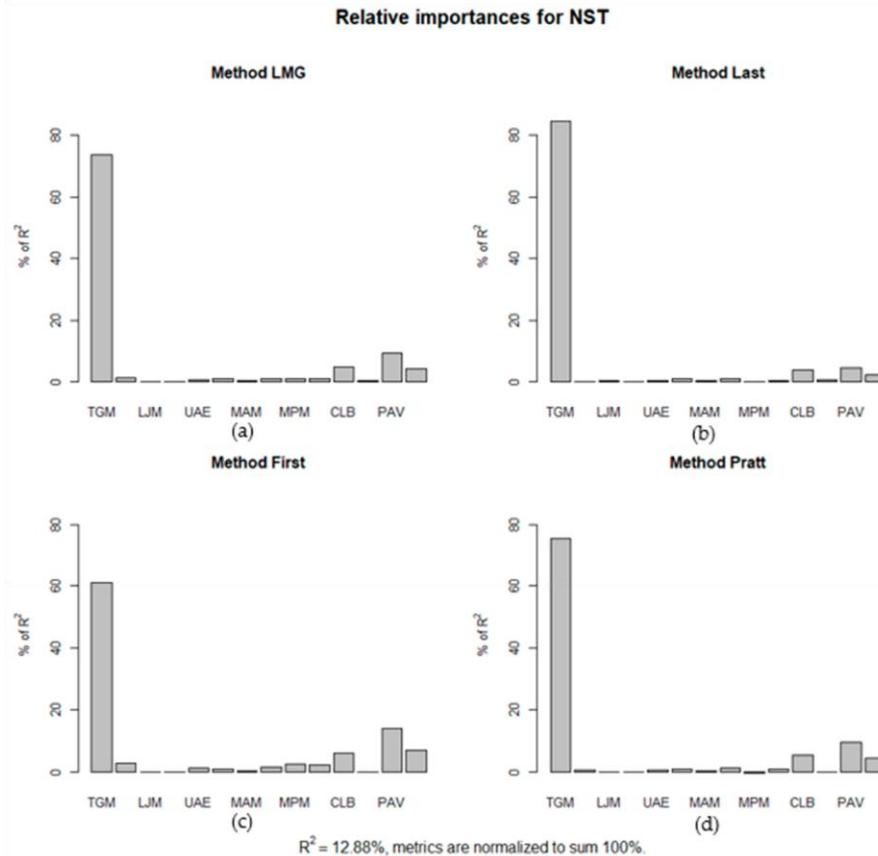 Relative importances for NST
Method LMG
% of R²
80
60
40
20
0
TGM LJM UAE MAM MPM CLB PAV
(a)
Method Last
% of R²
80
60
40
20
0
TGM LJM UAE MAM MPM CLB PAV
(b)
Method First
% of R²
80
60
40
20
0
TGM LJM UAE MAM MPM CLB PAV
(c)
Method Pratt
% of R²
80
60
40
20
0
TGM LJM UAE MAM MPM CLB PAV
(d)
R² = 12.88%, metrics are normalized to sum 100%.